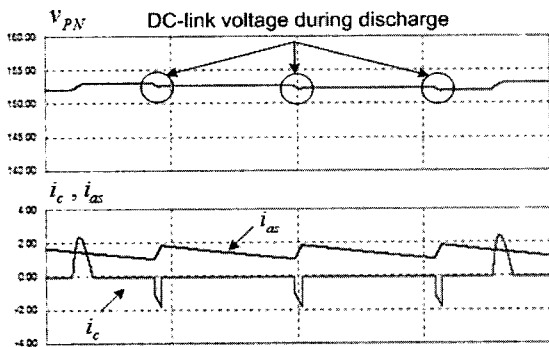 v_PN DC-link voltage during discharge
160.00
155.00
150.00
145.00
140.00
i_c , i_as
4.00
i_as
2.00
0.00
-2.00
i_c
-4.00